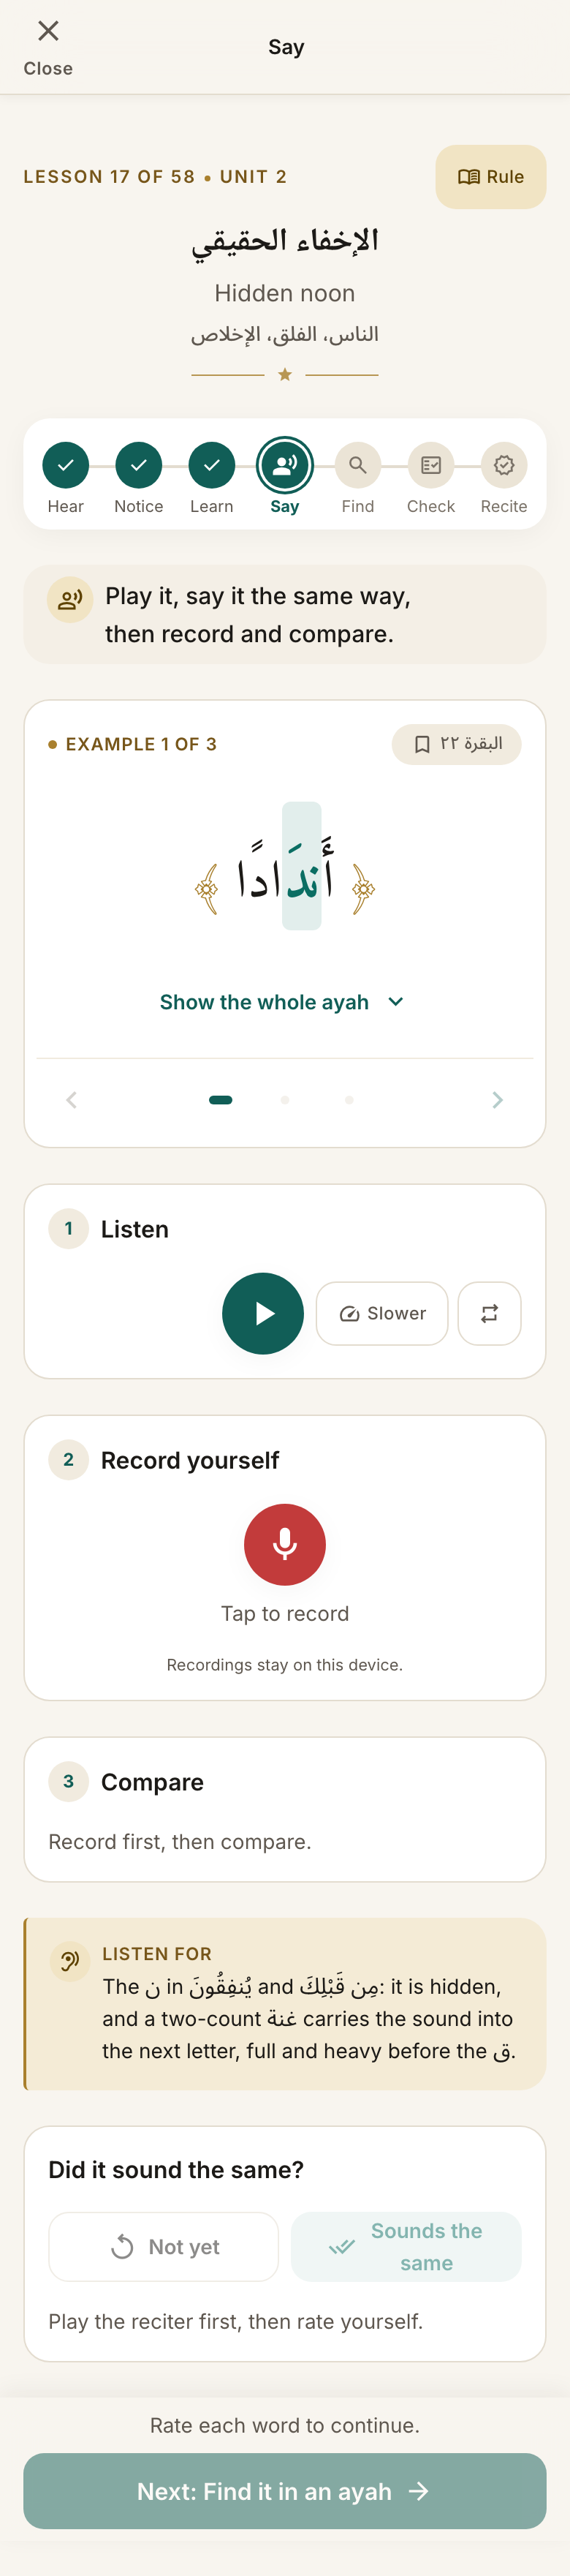 Close
Say
LESSON 17 OF 58 • UNIT 2
Rule
الإخفاء الحقيقي
Hidden noon
الناس، الفلق، الإخلاص
Hear
Notice
Learn
Say
Find
Check
Recite
Play it, say it the same way,
then record and compare.
EXAMPLE 1 OF 3
البقرة ٢٢
﴿ أَندَادًا ﴾
Show the whole ayah
1 Listen
Slower
2 Record yourself
Tap to record
Recordings stay on this device.
3 Compare
Record first, then compare.
LISTEN FOR
The ن in يُنفِقُونَ and مِن قَبْلِكَ: it is hidden,
and a two-count غنة carries the sound into
the next letter, full and heavy before the ق.
Did it sound the same?
Not yet
Sounds the
same
Play the reciter first, then rate yourself.
Rate each word to continue.
Next: Find it in an ayah